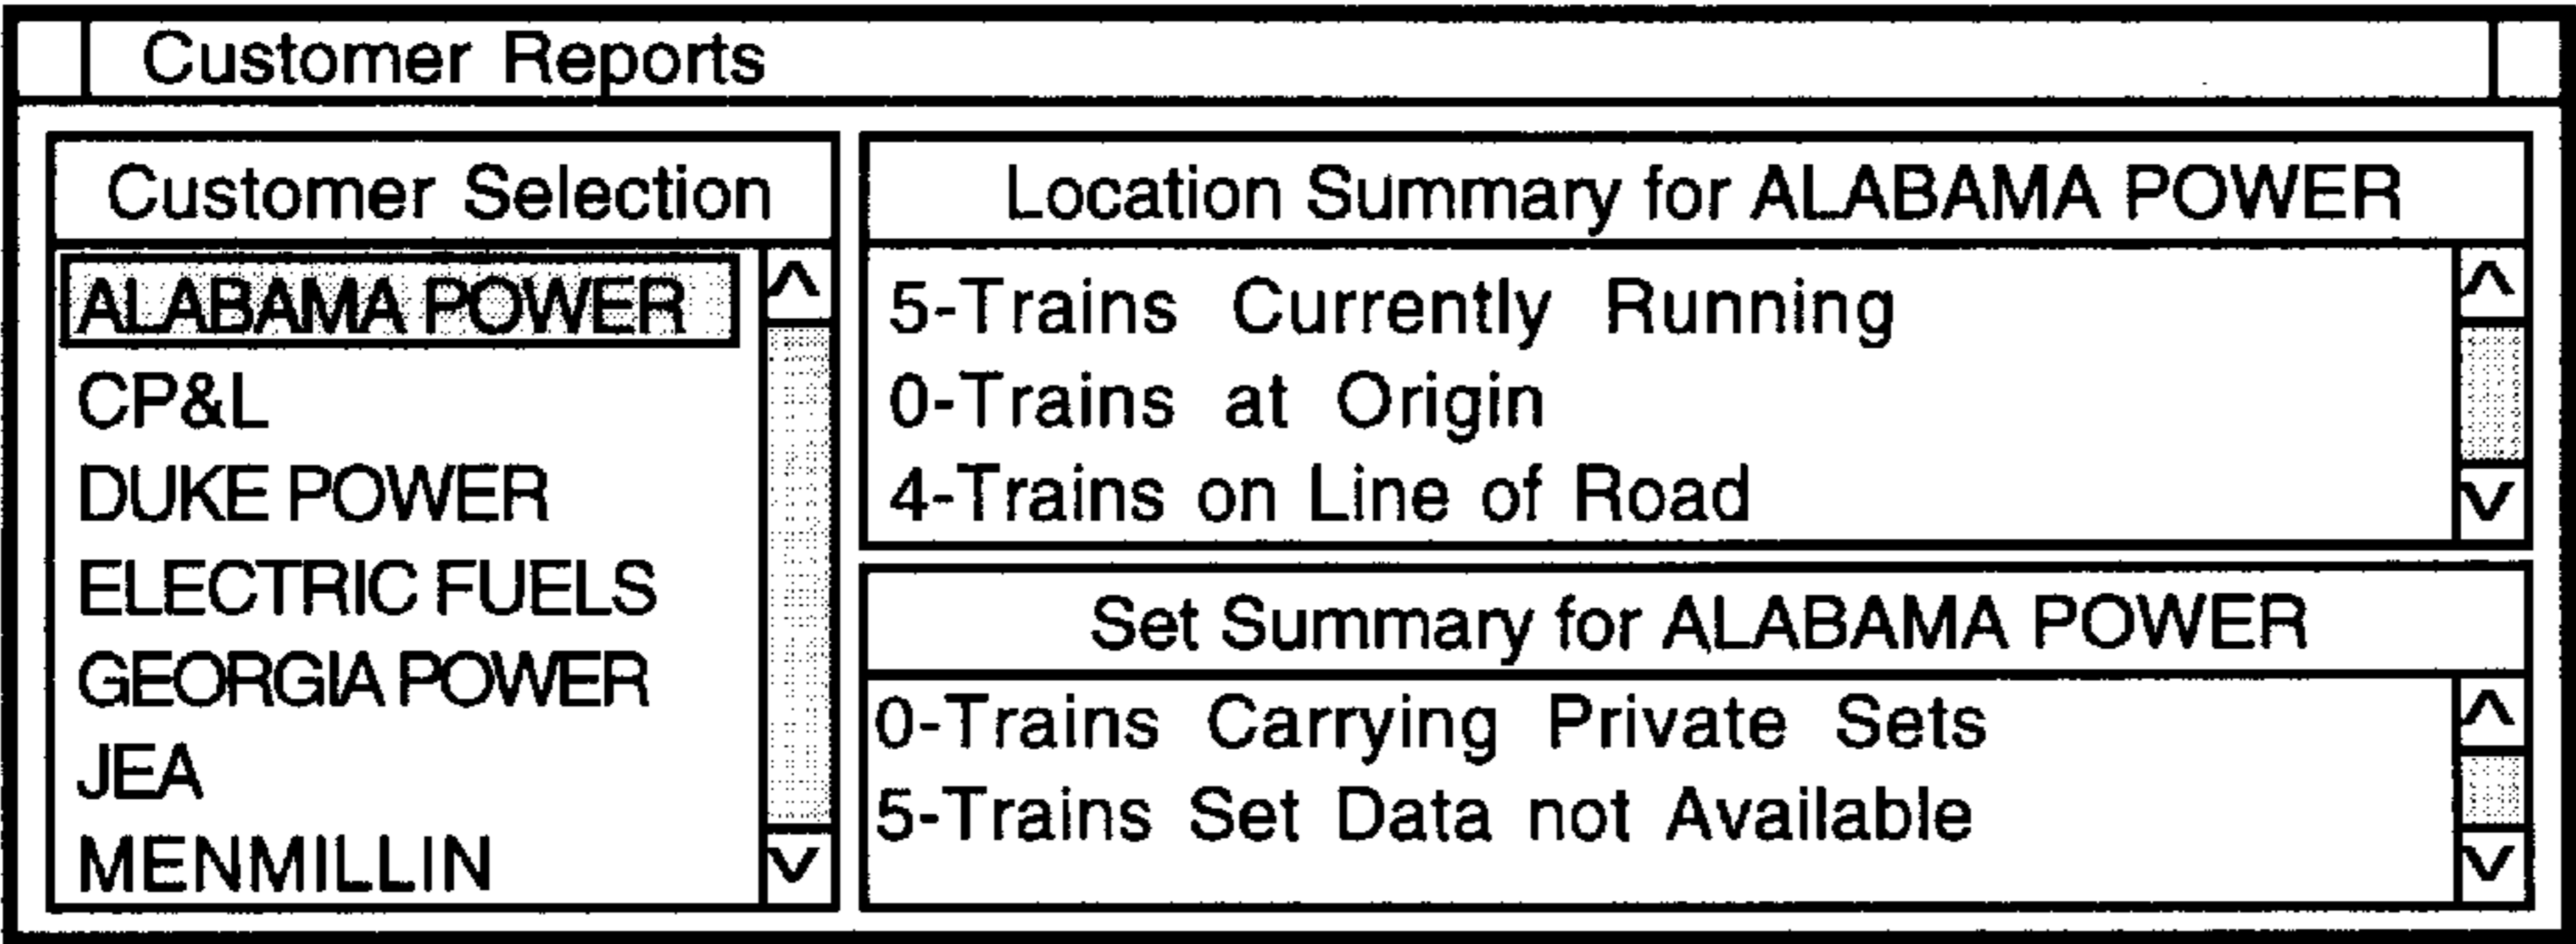 Customer Reports
Customer Selection
ALABAMA POWER
CP&L
DUKE POWER
ELECTRIC FUELS
GEORGIA POWER
JEA
MENMILLIN
Location Summary for ALABAMA POWER
5-Trains Currently Running
0-Trains at Origin
4-Trains on Line of Road
Set Summary for ALABAMA POWER
0-Trains Carrying Private Sets
5-Trains Set Data not Available